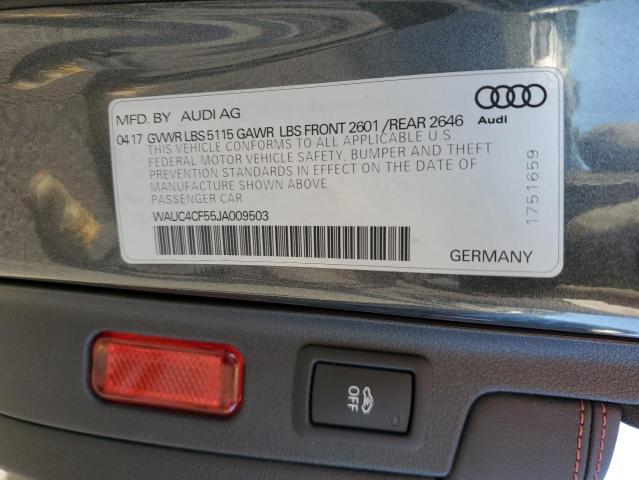 MFD. BY AUDI AG
04 17 GVWR LBS 5115 GAWR LBS FRONT 2601 /REAR 2646
THIS VEHICLE CONFORMS TO ALL APPLICABLE U.S.
FEDERAL MOTOR VEHICLE SAFETY, BUMPER AND THEFT
PREVENTION STANDARDS IN EFFECT ON THE DATE OF
MANUFACTURE SHOWN ABOVE
PASSENGER CAR
WAUC4CF55JA009503
Audi
1751659
GERMANY
OFF